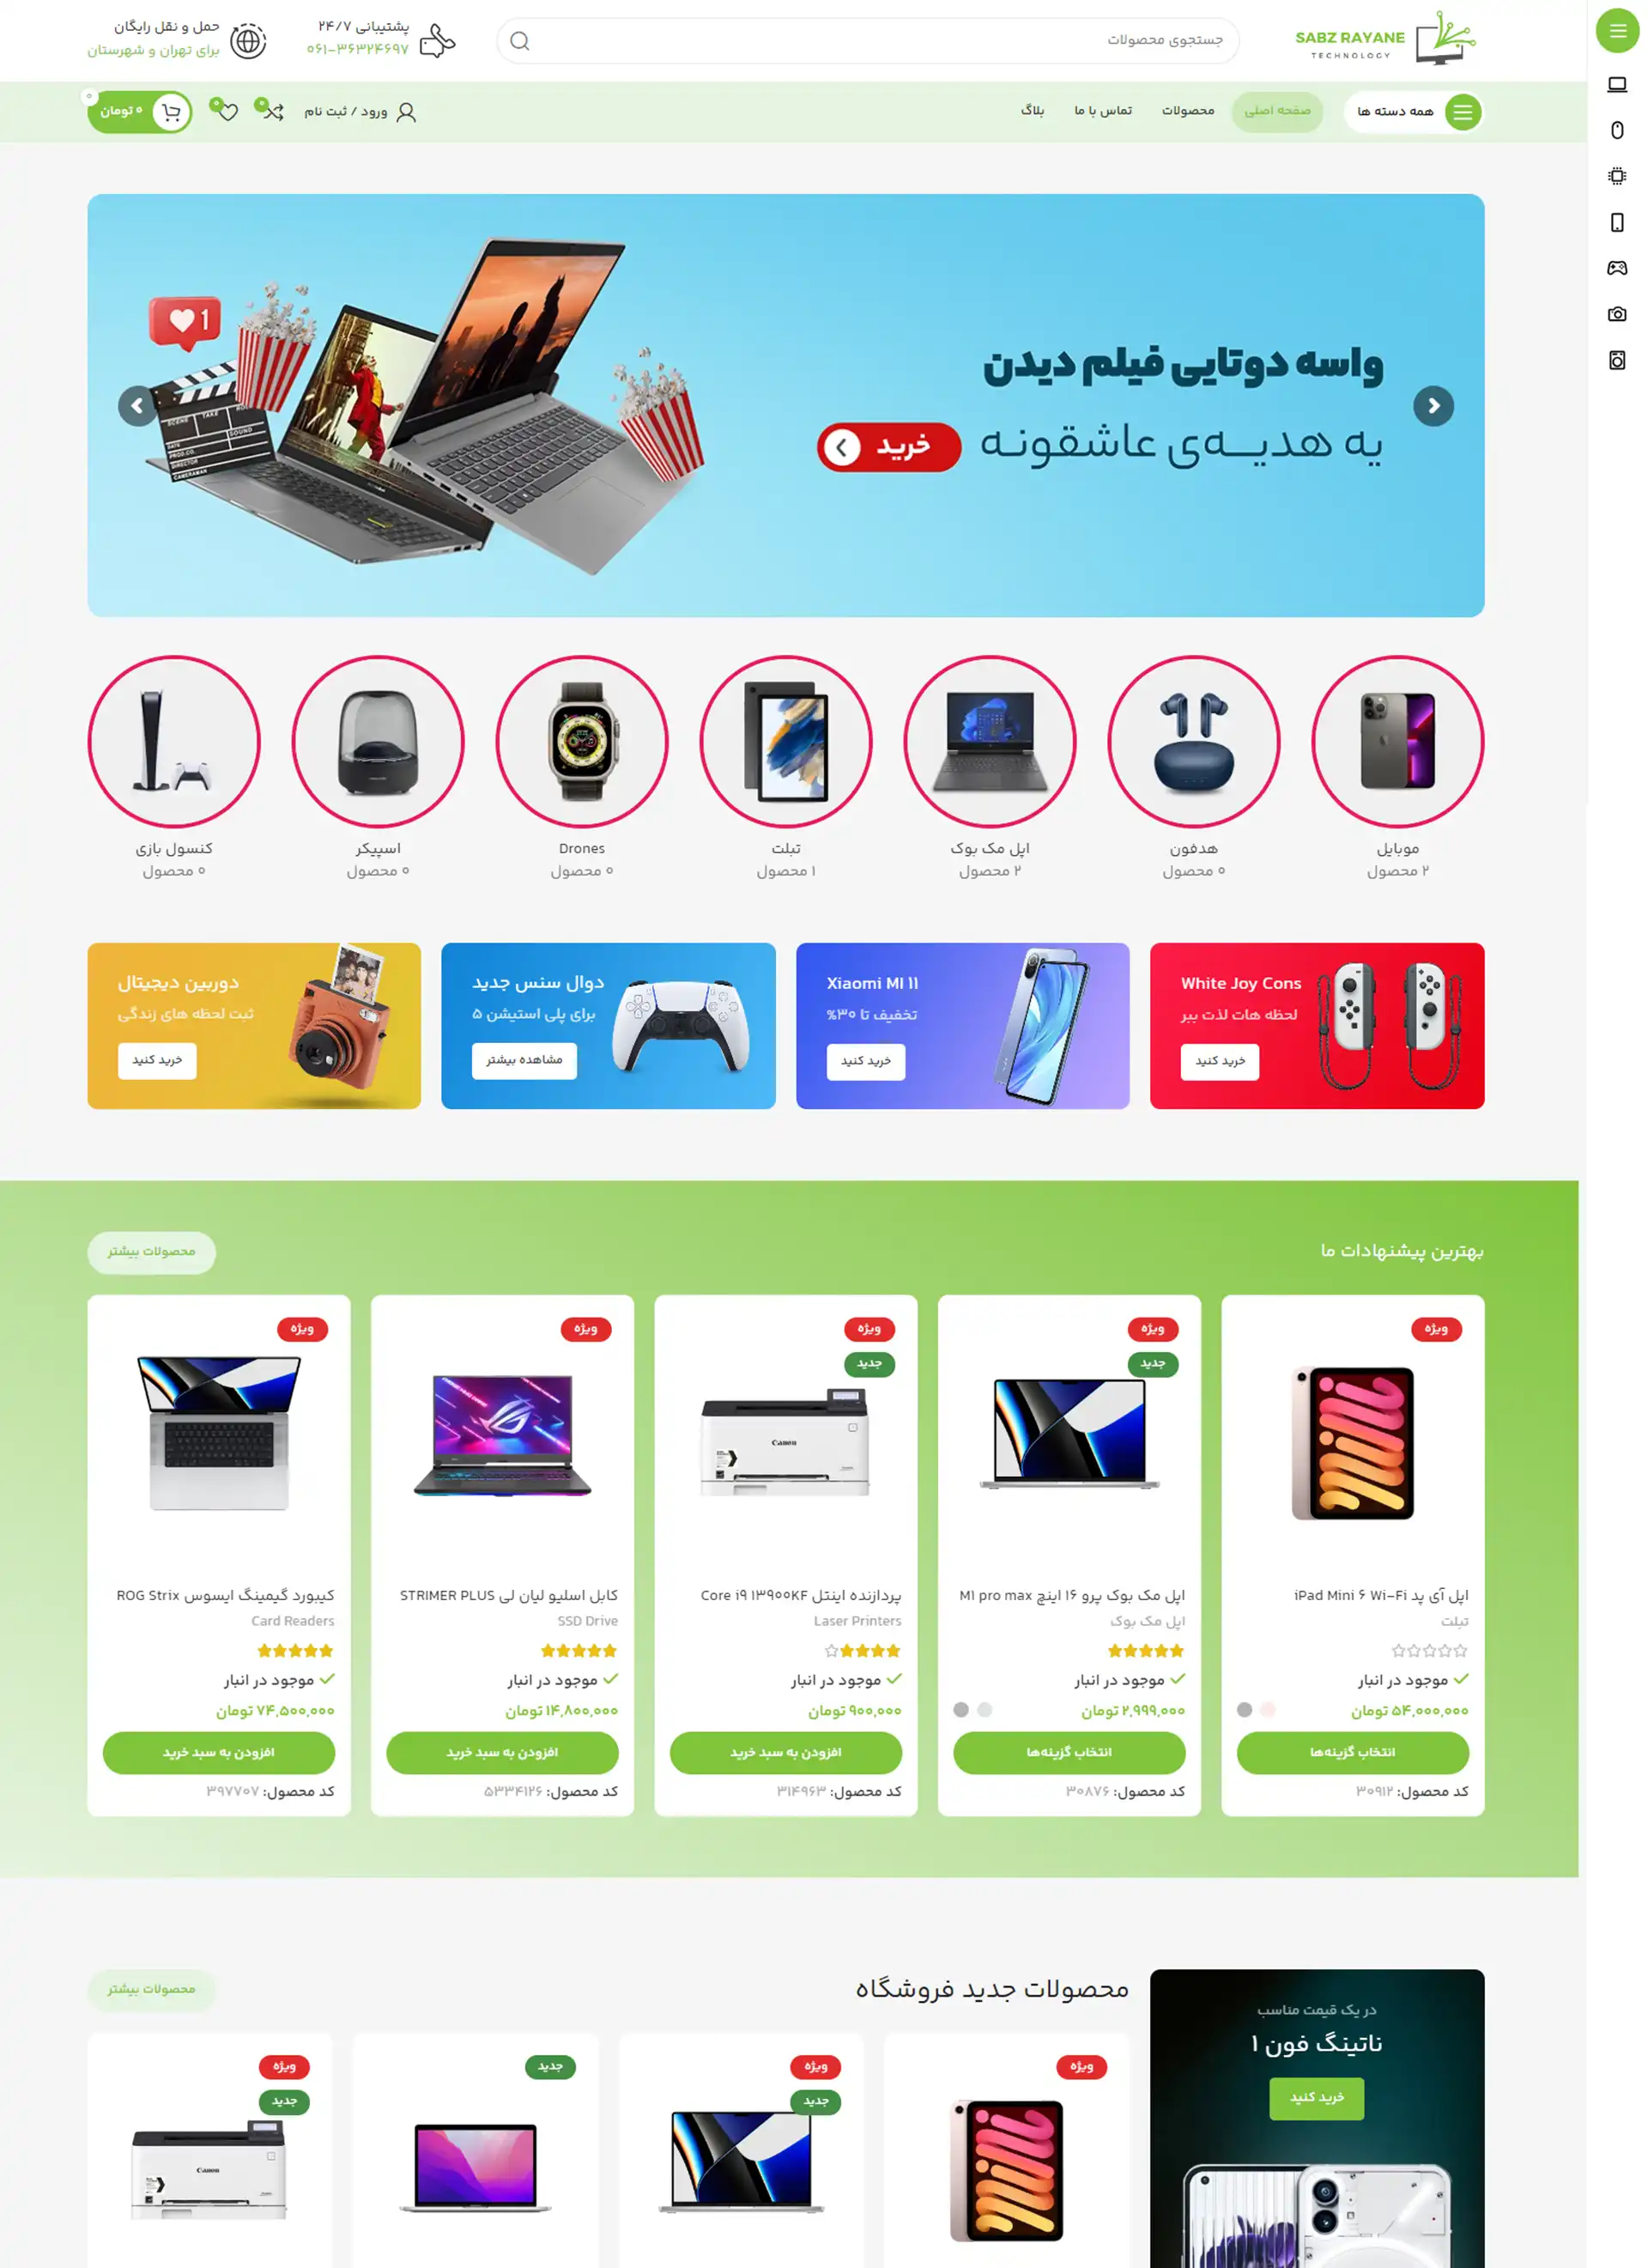 SABZ RAYANE
TECHNOLOGY
جستجوی محصولات
پشتیبانی ۲۴/۷
۰۶۱-۳۶۳۲۴۶۹۷
حمل و نقل رایگان
برای تهران و شهرستان
همه دسته ها
صفحه اصلی
محصولات
تماس با ما
بلاگ
ورود / ثبت نام
۰
۰
۰ تومان
۰
واسه دوتایی فیلم دیدن
یه هدیه‌ی عاشقونه
خرید
1
موبایل
۲ محصول
هدفون
۰ محصول
اپل مک بوک
۲ محصول
تبلت
۱ محصول
Drones
۰ محصول
اسپیکر
۰ محصول
کنسول بازی
۰ محصول
White Joy Cons
لحظه هات لذت ببر
خرید کنید
Xiaomi MI 11
تخفیف تا ۳۰%
خرید کنید
دوال سنس جدید
برای پلی استیشن ۵
مشاهده بیشتر
دوربین دیجیتال
ثبت لحظه های زندگی
خرید کنید
بهترین پیشنهادات ما
محصولات بیشتر
ویژه
اپل آی پد iPad Mini 6 Wi-Fi
تبلت
موجود در انبار
۵۴,۰۰۰,۰۰۰ تومان
انتخاب گزینه‌ها
کد محصول: ۳۰۹۱۲
ویژه
جدید
اپل مک بوک پرو ۱۶ اینچ M1 pro max
اپل مک بوک
موجود در انبار
۲,۹۹۹,۰۰۰ تومان
انتخاب گزینه‌ها
کد محصول: ۳۰۸۷۶
ویژه
جدید
Canon
پردازنده اینتل Core i9 13900KF
Laser Printers
موجود در انبار
۹۰۰,۰۰۰ تومان
افزودن به سبد خرید
کد محصول: ۳۱۴۹۶۳
ویژه
کابل اسلیو لیان لی STRIMER PLUS
SSD Drive
موجود در انبار
۱۴,۸۰۰,۰۰۰ تومان
افزودن به سبد خرید
کد محصول: ۵۳۳۴۱۲۶
ویژه
کیبورد گیمینگ ایسوس ROG Strix
Card Readers
موجود در انبار
۷۴,۵۰۰,۰۰۰ تومان
افزودن به سبد خرید
کد محصول: ۳۹۷۷۰۷
در یک قیمت مناسب
ناتینگ فون ۱
خرید کنید
محصولات جدید فروشگاه
محصولات بیشتر
ویژه
ویژه
جدید
جدید
ویژه
جدید
Canon